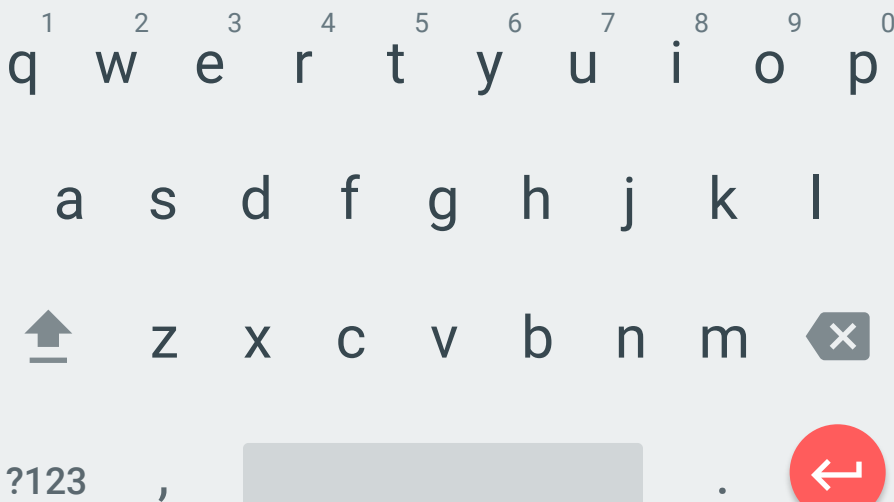 1 2 3 4 5 6 7 8 9 0
q w e r t y u i o p
a s d f g h j k l
z x c v b n m
?123 , .